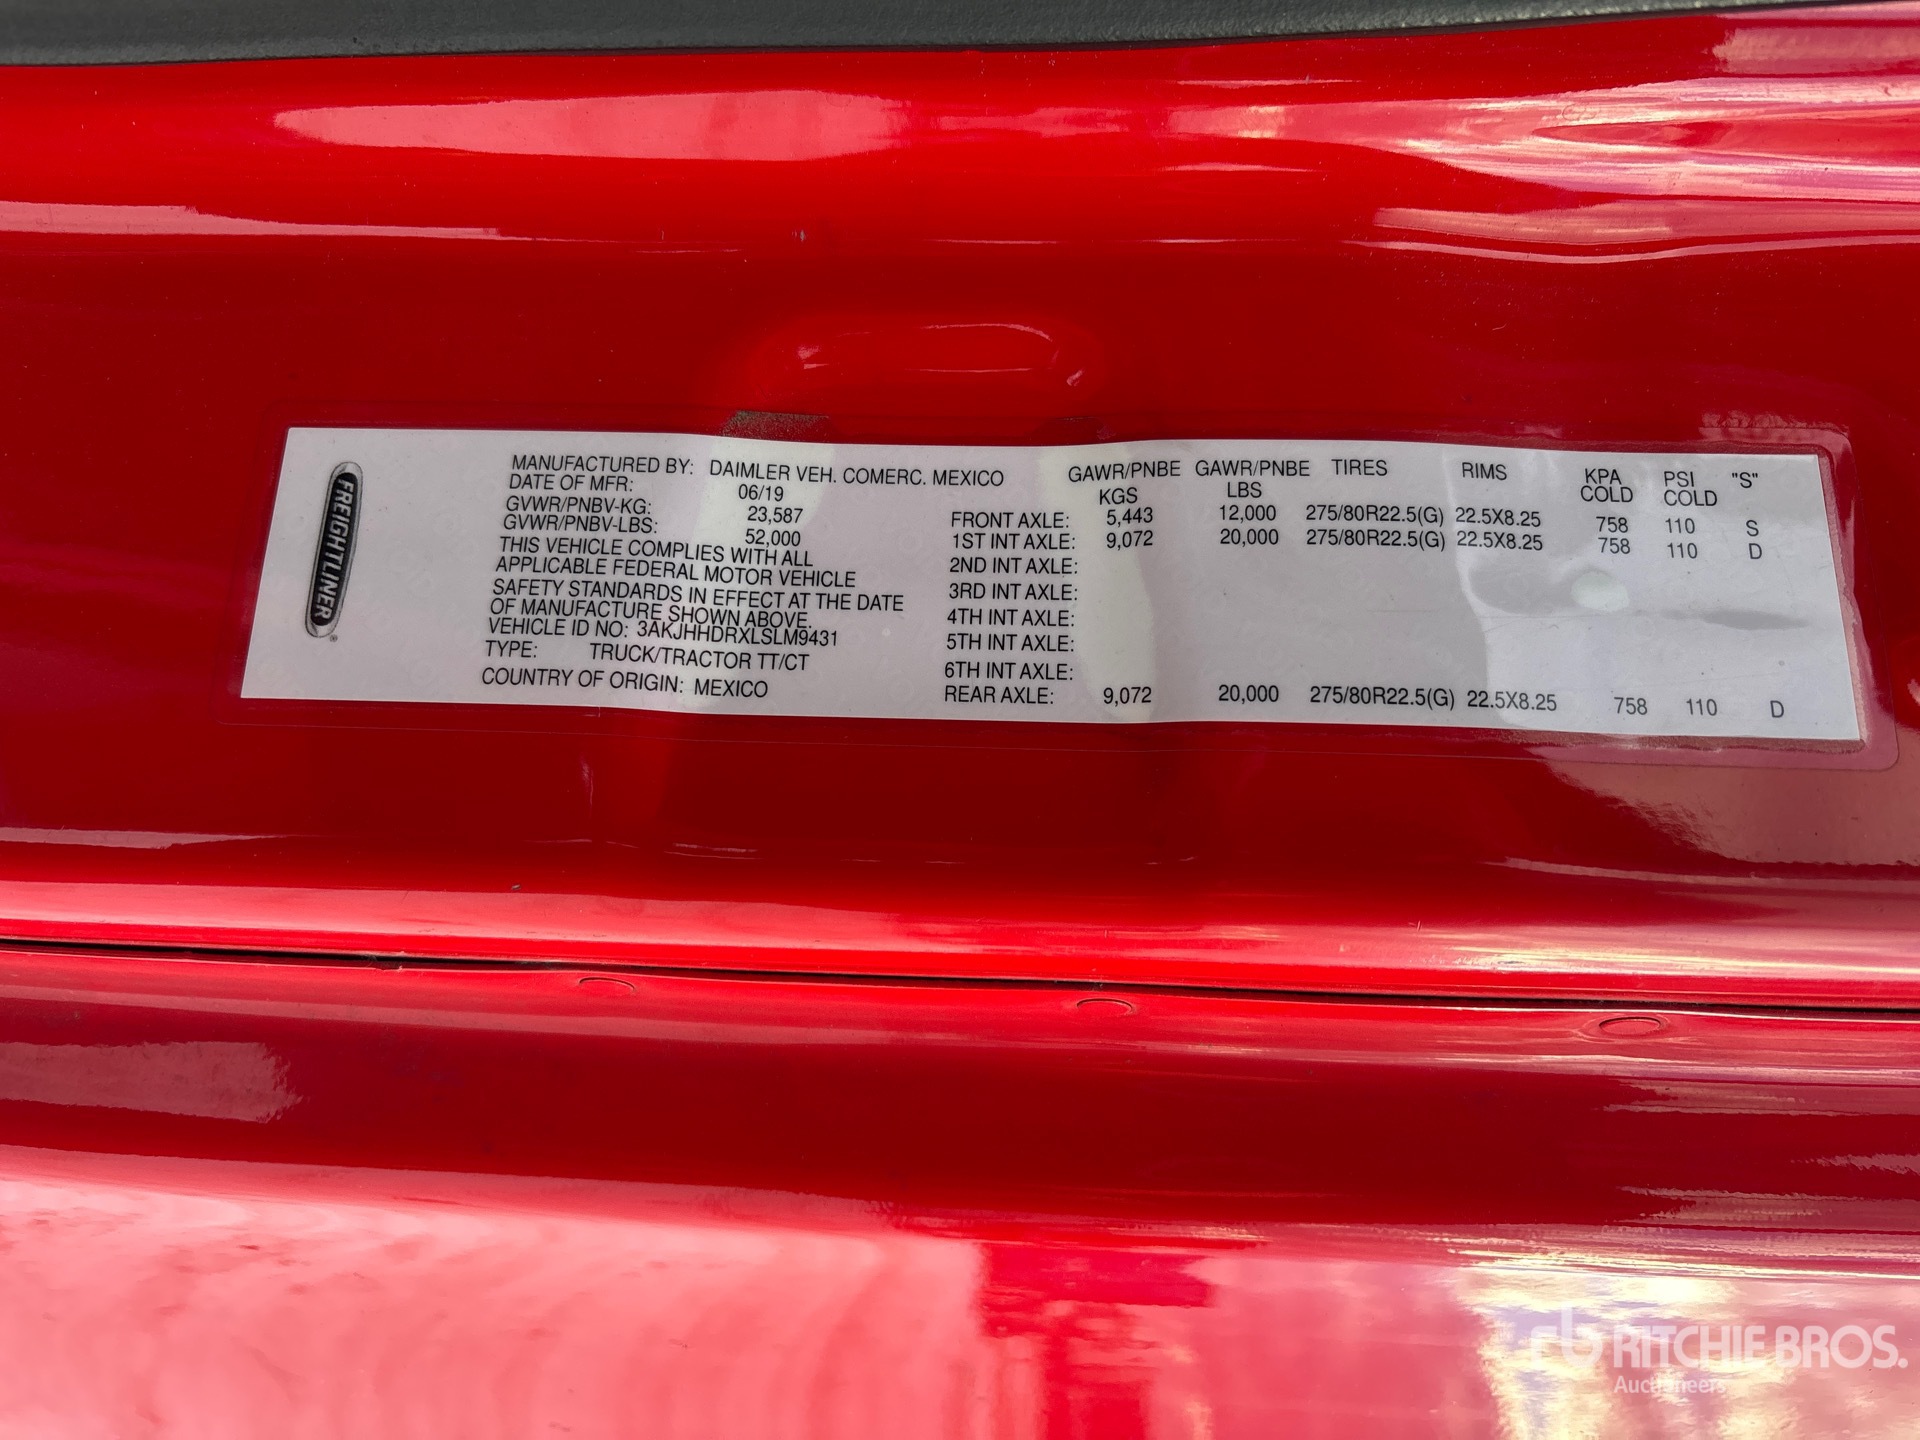 FREIGHTLINER
MANUFACTURED BY: DAIMLER VEH. COMERC. MEXICO
DATE OF MFR: 06/19
GVWR/PNBV-KG: 23,587
GVWR/PNBV-LBS: 52,000
THIS VEHICLE COMPLIES WITH ALL
APPLICABLE FEDERAL MOTOR VEHICLE
SAFETY STANDARDS IN EFFECT AT THE DATE
OF MANUFACTURE SHOWN ABOVE.
VEHICLE ID NO: 3AKJHHDRXLSLM9431
TYPE: TRUCK/TRACTOR TT/CT
COUNTRY OF ORIGIN: MEXICO
GAWR/PNBE GAWR/PNBE TIRES RIMS KPA PSI "S"
KGS LBS COLD COLD
FRONT AXLE: 5,443 12,000 275/80R22.5(G) 22.5X8.25 758 110 S
1ST INT AXLE: 9,072 20,000 275/80R22.5(G) 22.5X8.25 758 110 D
2ND INT AXLE:
3RD INT AXLE:
4TH INT AXLE:
5TH INT AXLE:
6TH INT AXLE:
REAR AXLE: 9,072 20,000 275/80R22.5(G) 22.5X8.25 758 110 D
rb RITCHIE BROS.
Auctioneers